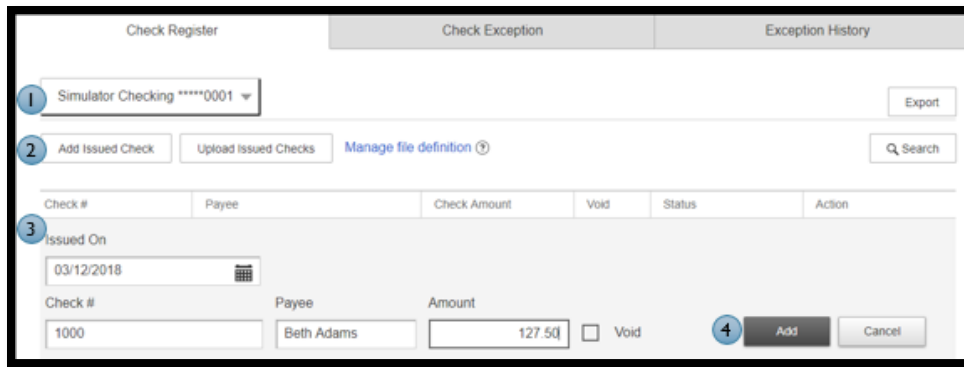 Check Register Check Exception Exception History
1 Simulator Checking *****0001
Export
2 Add Issued Check Upload Issued Checks Manage file definition ? Search
Check # Payee Check Amount Void Status Action
3 Issued On
03/12/2018
Check # Payee Amount
1000 Beth Adams 127.50 Void 4 Add Cancel